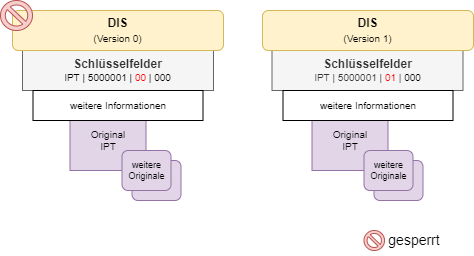 DIS
(Version 0)
Schlüsselfelder
IPT | 5000001 | 00 | 000
weitere Informationen
Original
IPT
weitere
Originale
DIS
(Version 1)
Schlüsselfelder
IPT | 5000001 | 01 | 000
weitere Informationen
Original
IPT
weitere
Originale
gesperrt